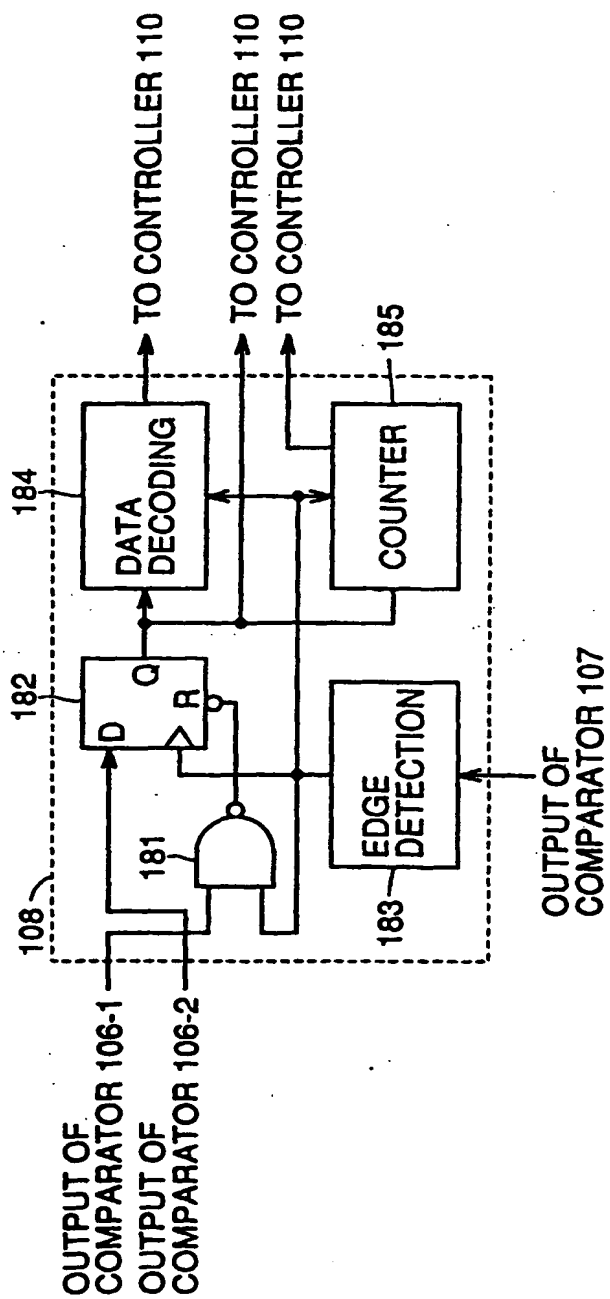 OUTPUT OF
COMPARATOR 106-1
OUTPUT OF
COMPARATOR 106-2
108
181
182
D
Q
R
184
DATA
DECODING
TO CONTROLLER 110
TO CONTROLLER 110
TO CONTROLLER 110
183
EDGE
DETECTION
COUNTER
185
OUTPUT OF
COMPARATOR 107